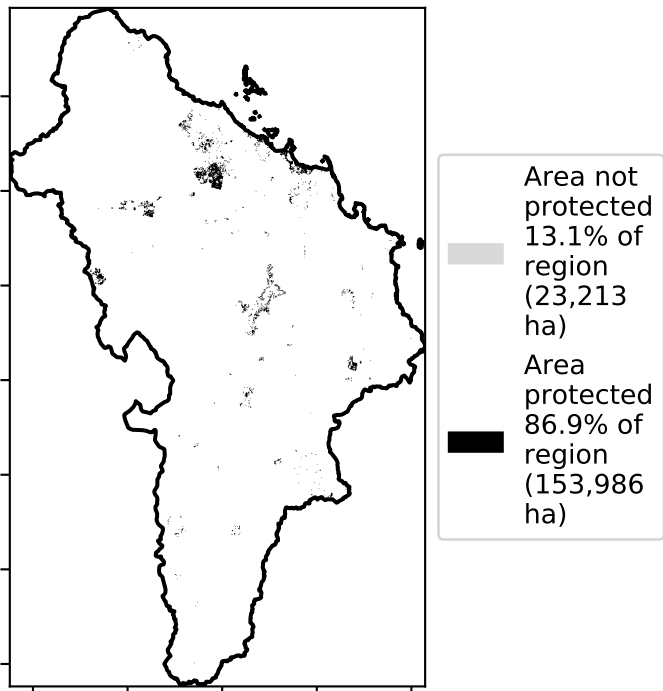 Area not
protected
13.1% of
region
(23,213
ha)
Area
protected
86.9% of
region
(153,986
ha)